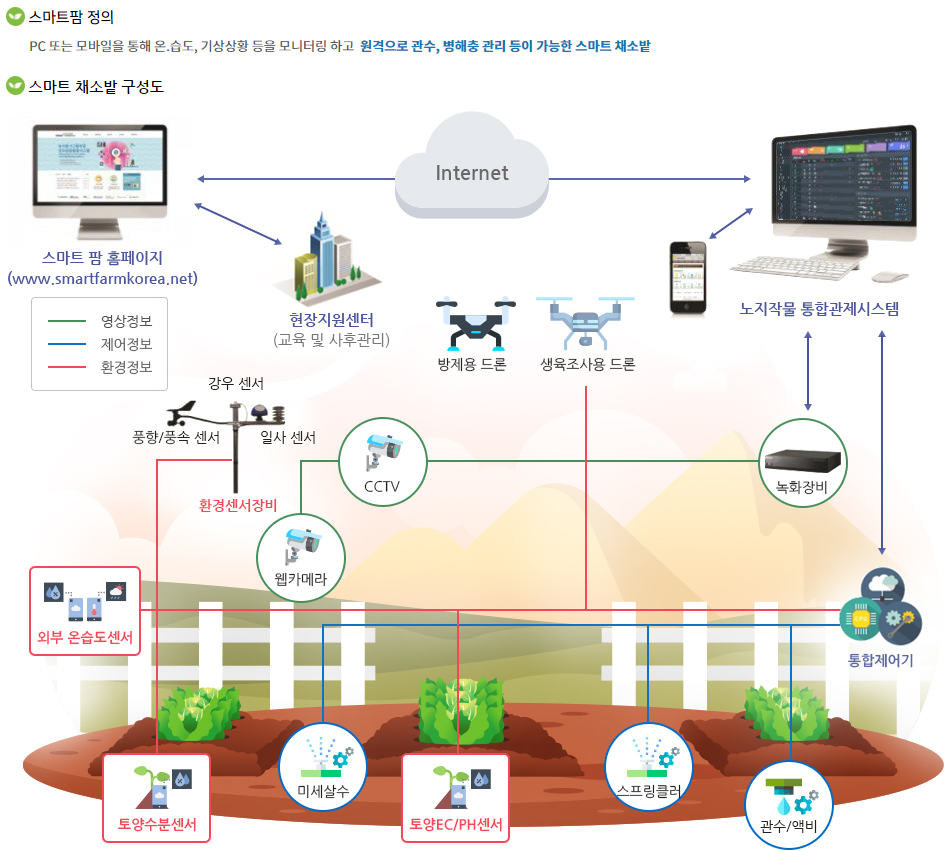 스마트팜 정의
PC 또는 모바일을 통해 온.습도, 기상상황 등을 모니터링 하고 원격으로 관수, 병해충 관리 등이 가능한 스마트 채소밭
스마트 채소밭 구성도
Internet
스마트 팜 홈페이지
(www.smartfarmkorea.net)
현장지원센터
(교육 및 사후관리)
노지작물 통합관제시스템
영상정보
제어정보
환경정보
방제용 드론
생육조사용 드론
강우 센서
풍향/풍속 센서
일사 센서
환경센서장비
CCTV
녹화장비
웹카메라
외부 온습도센서
CPU
통합제어기
토양수분센서
미세살수
토양EC/PH센서
스프링클러
관수/액비